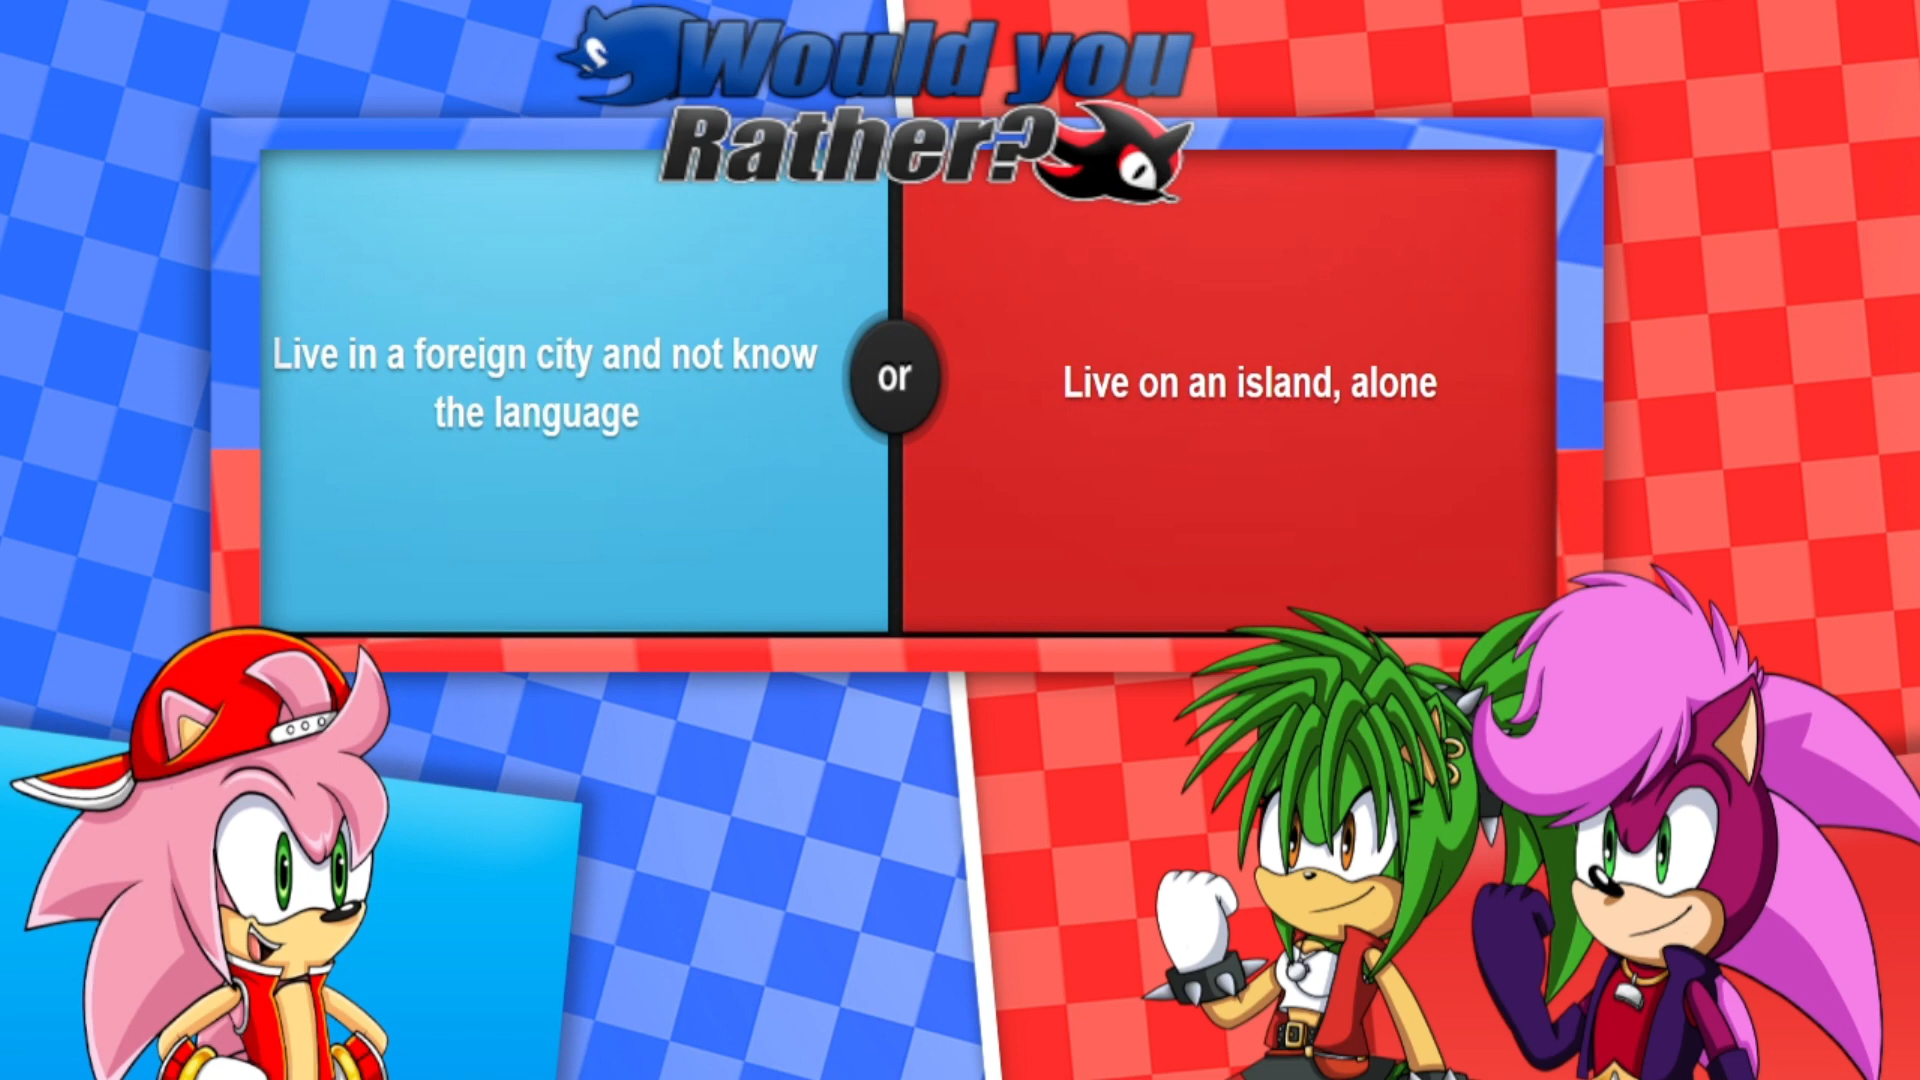 Would you
Rather?
Live in a foreign city and not know
the language
or
Live on an island, alone